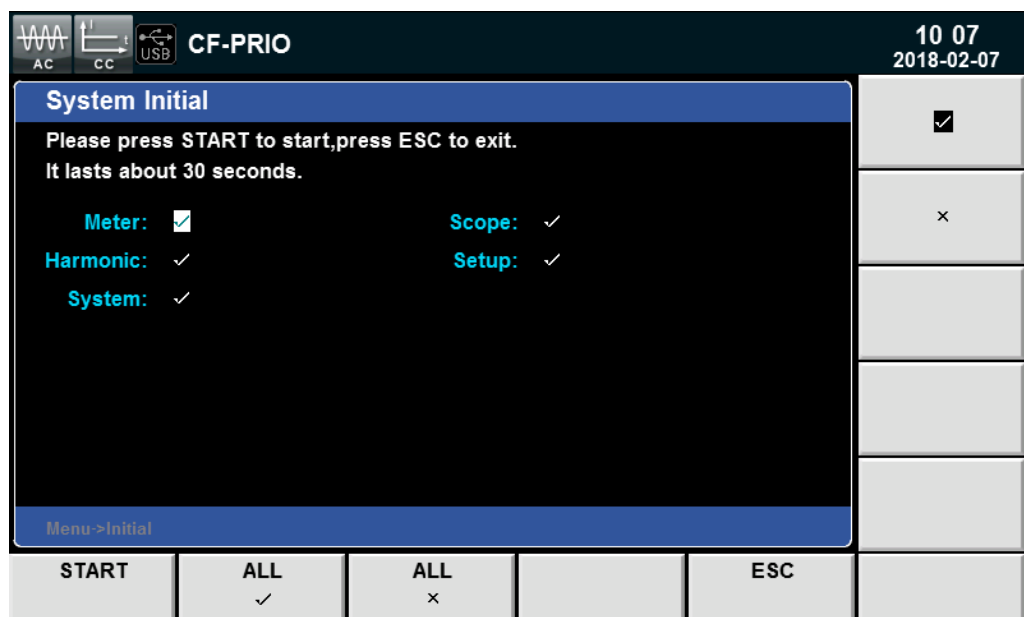 AC CC USB CF-PRIO 10 07
2018-02-07
System Initial
Please press START to start,press ESC to exit.
It lasts about 30 seconds.
Meter: ✓ Scope: ✓
Harmonic: ✓ Setup: ✓
System: ✓
Menu->Initial
✓
×
START ALL ✓ ALL × ESC